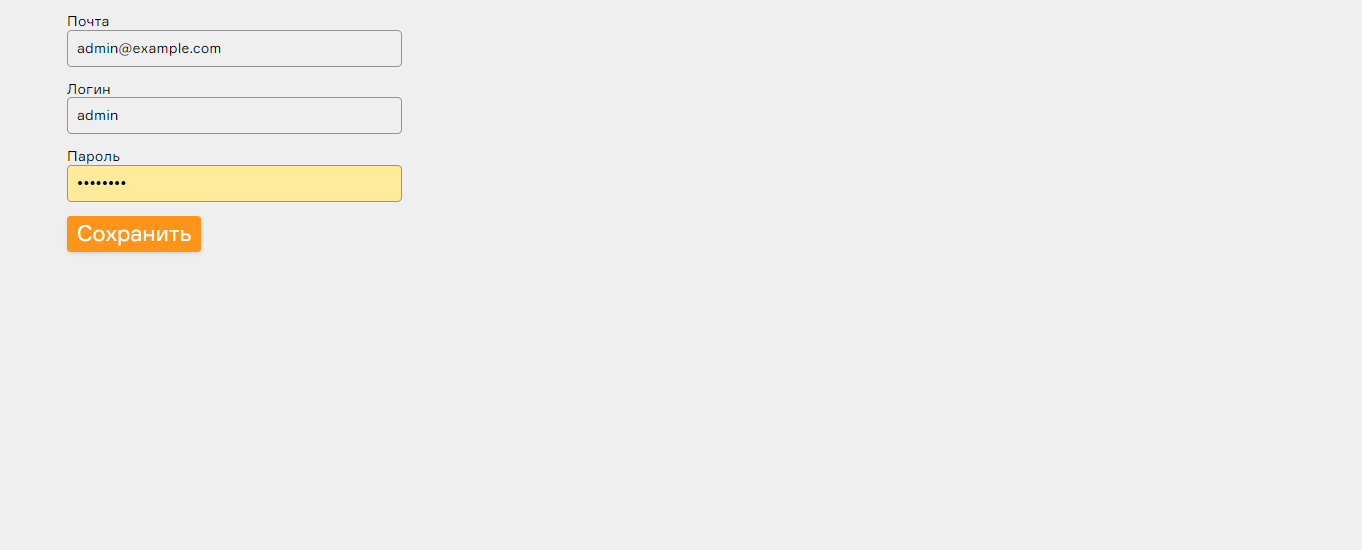 Почта
admin@example.com
Логин
admin
Пароль
••••••••
Сохранить